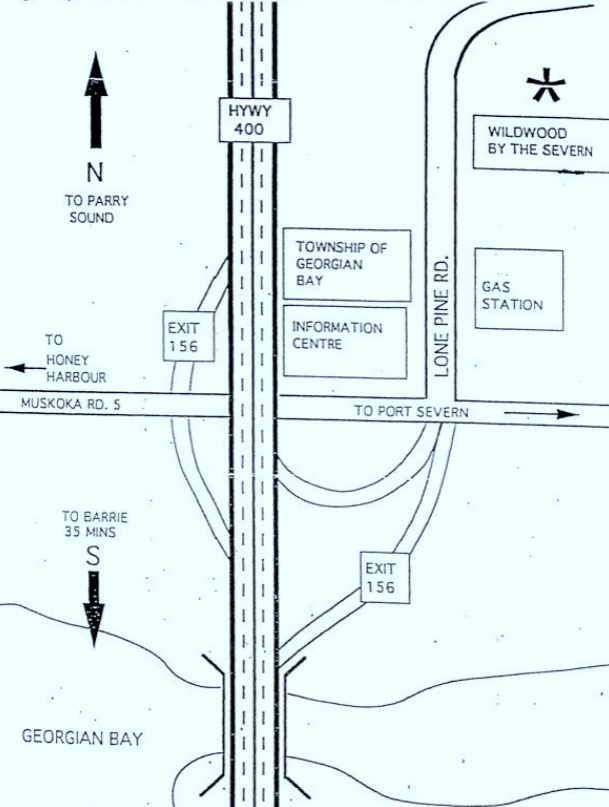 HYWY
400
WILDWOOD
BY THE SEVERN
N
TO PARRY
SOUND
TOWNSHIP OF
GEORGIAN
BAY
LONE PINE RD.
GAS
STATION
EXIT
156
INFORMATION
CENTRE
TO
HONEY
HARBOUR
MUSKOKA RD. 5
TO PORT SEVERN
TO BARRIE
35 MINS
S
EXIT
156
GEORGIAN BAY